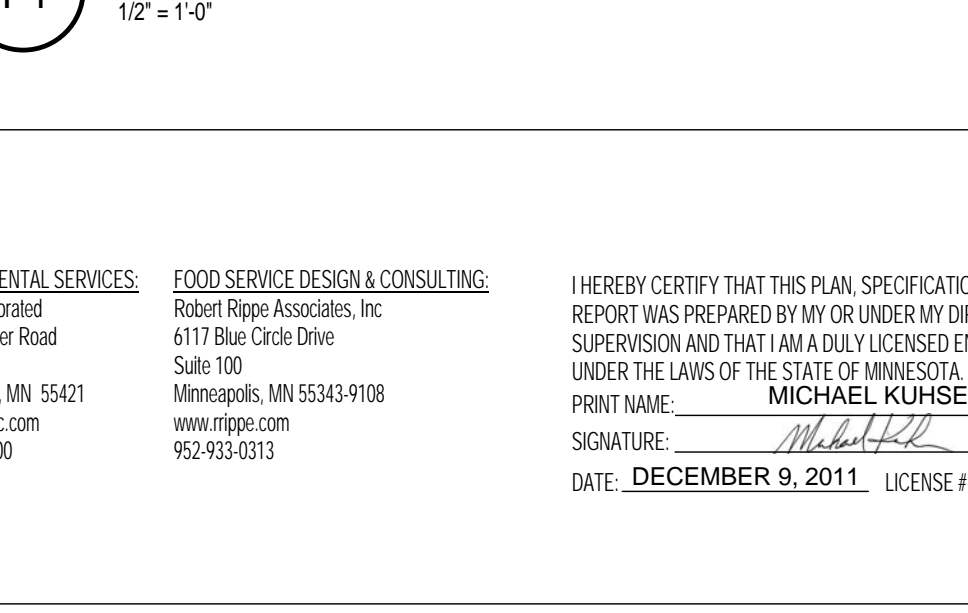 1/2" = 1'-0"
ENTAL SERVICES:
orated
er Road
, MN 55421
c.com
00
FOOD SERVICE DESIGN & CONSULTING:
Robert Rippe Associates, Inc
6117 Blue Circle Drive
Suite 100
Minneapolis, MN 55343-9108
www.rrippe.com
952-933-0313
I HEREBY CERTIFY THAT THIS PLAN, SPECIFICATIO
REPORT WAS PREPARED BY MY OR UNDER MY DIR
SUPERVISION AND THAT I AM A DULY LICENSED EN
UNDER THE LAWS OF THE STATE OF MINNESOTA.
PRINT NAME: MICHAEL KUHSE
SIGNATURE: Michael
DATE: DECEMBER 9, 2011 LICENSE #